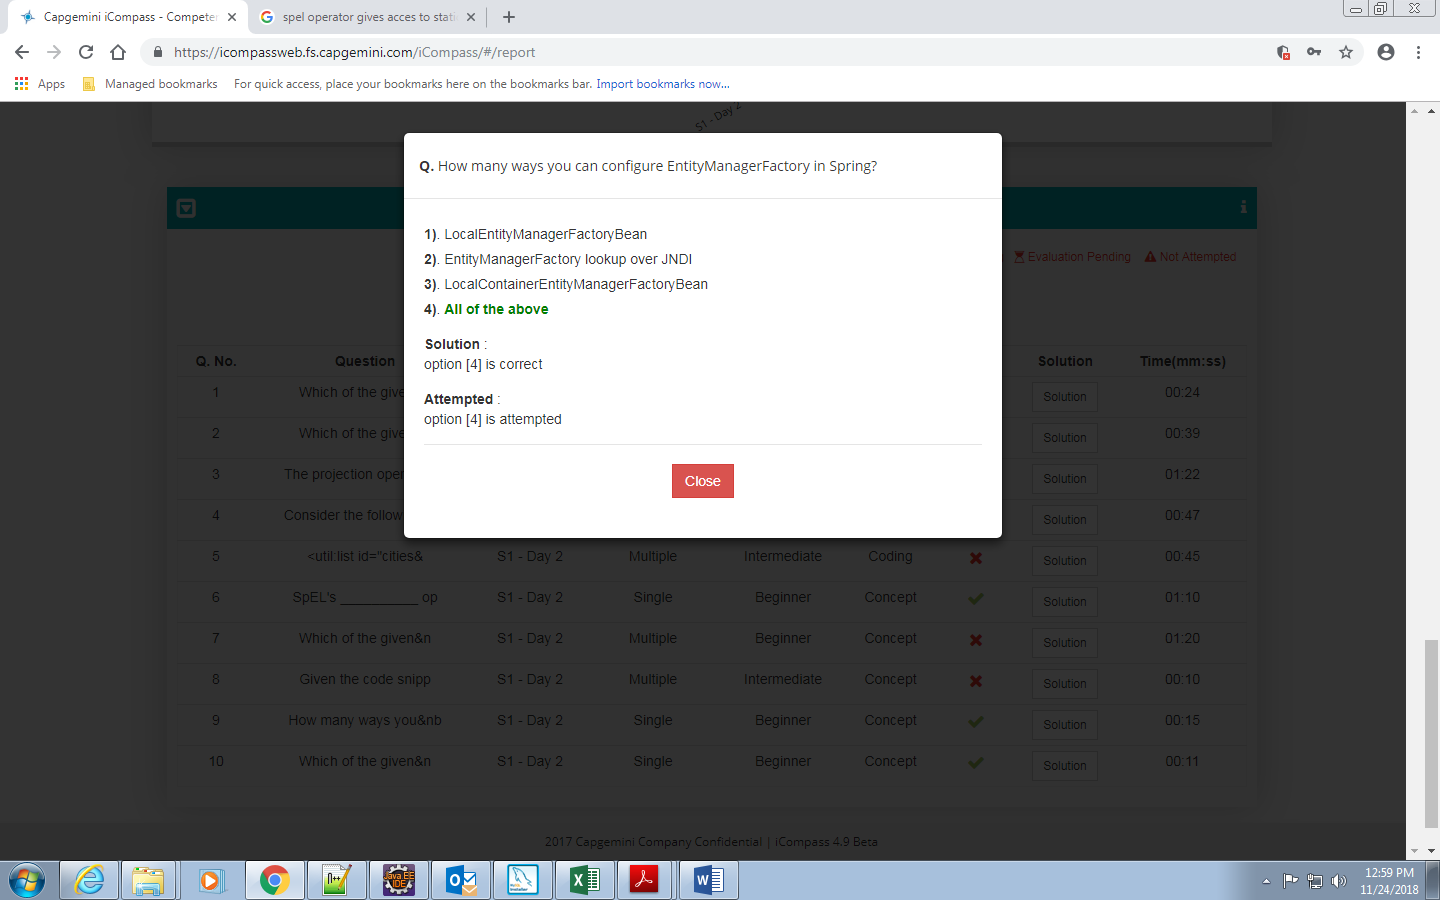 Capgemini iCompass - Competer
spel operator gives acces to stati
https://icompassweb.fs.capgemini.com/iCompass/#/report
Apps
Managed bookmarks
For quick access, place your bookmarks here on the bookmarks bar. Import bookmarks now...
S1 - Day 2
Q. How many ways you can configure EntityManagerFactory in Spring?
1). LocalEntityManagerFactoryBean
2). EntityManagerFactory lookup over JNDI
3). LocalContainerEntityManagerFactoryBean
4). All of the above
Solution :
option [4] is correct
Attempted :
option [4] is attempted
Close
Evaluation Pending Not Attempted
Q. No. Question Solution Time(mm:ss)
1 Which of the give Solution 00:24
2 Which of the give Solution 00:39
3 The projection oper Solution 01:22
4 Consider the follow Solution 00:47
5 <util:list id="cities& S1 - Day 2 Multiple Intermediate Coding Solution 00:45
6 SpEL's __________ op S1 - Day 2 Single Beginner Concept Solution 01:10
7 Which of the given&n S1 - Day 2 Multiple Beginner Concept Solution 01:20
8 Given the code snipp S1 - Day 2 Multiple Intermediate Concept Solution 00:10
9 How many ways you&nb S1 - Day 2 Single Beginner Concept Solution 00:15
10 Which of the given&n S1 - Day 2 Single Beginner Concept Solution 00:11
2017 Capgemini Company Confidential | iCompass 4.9 Beta
Java EE
IDE
12:59 PM
11/24/2018